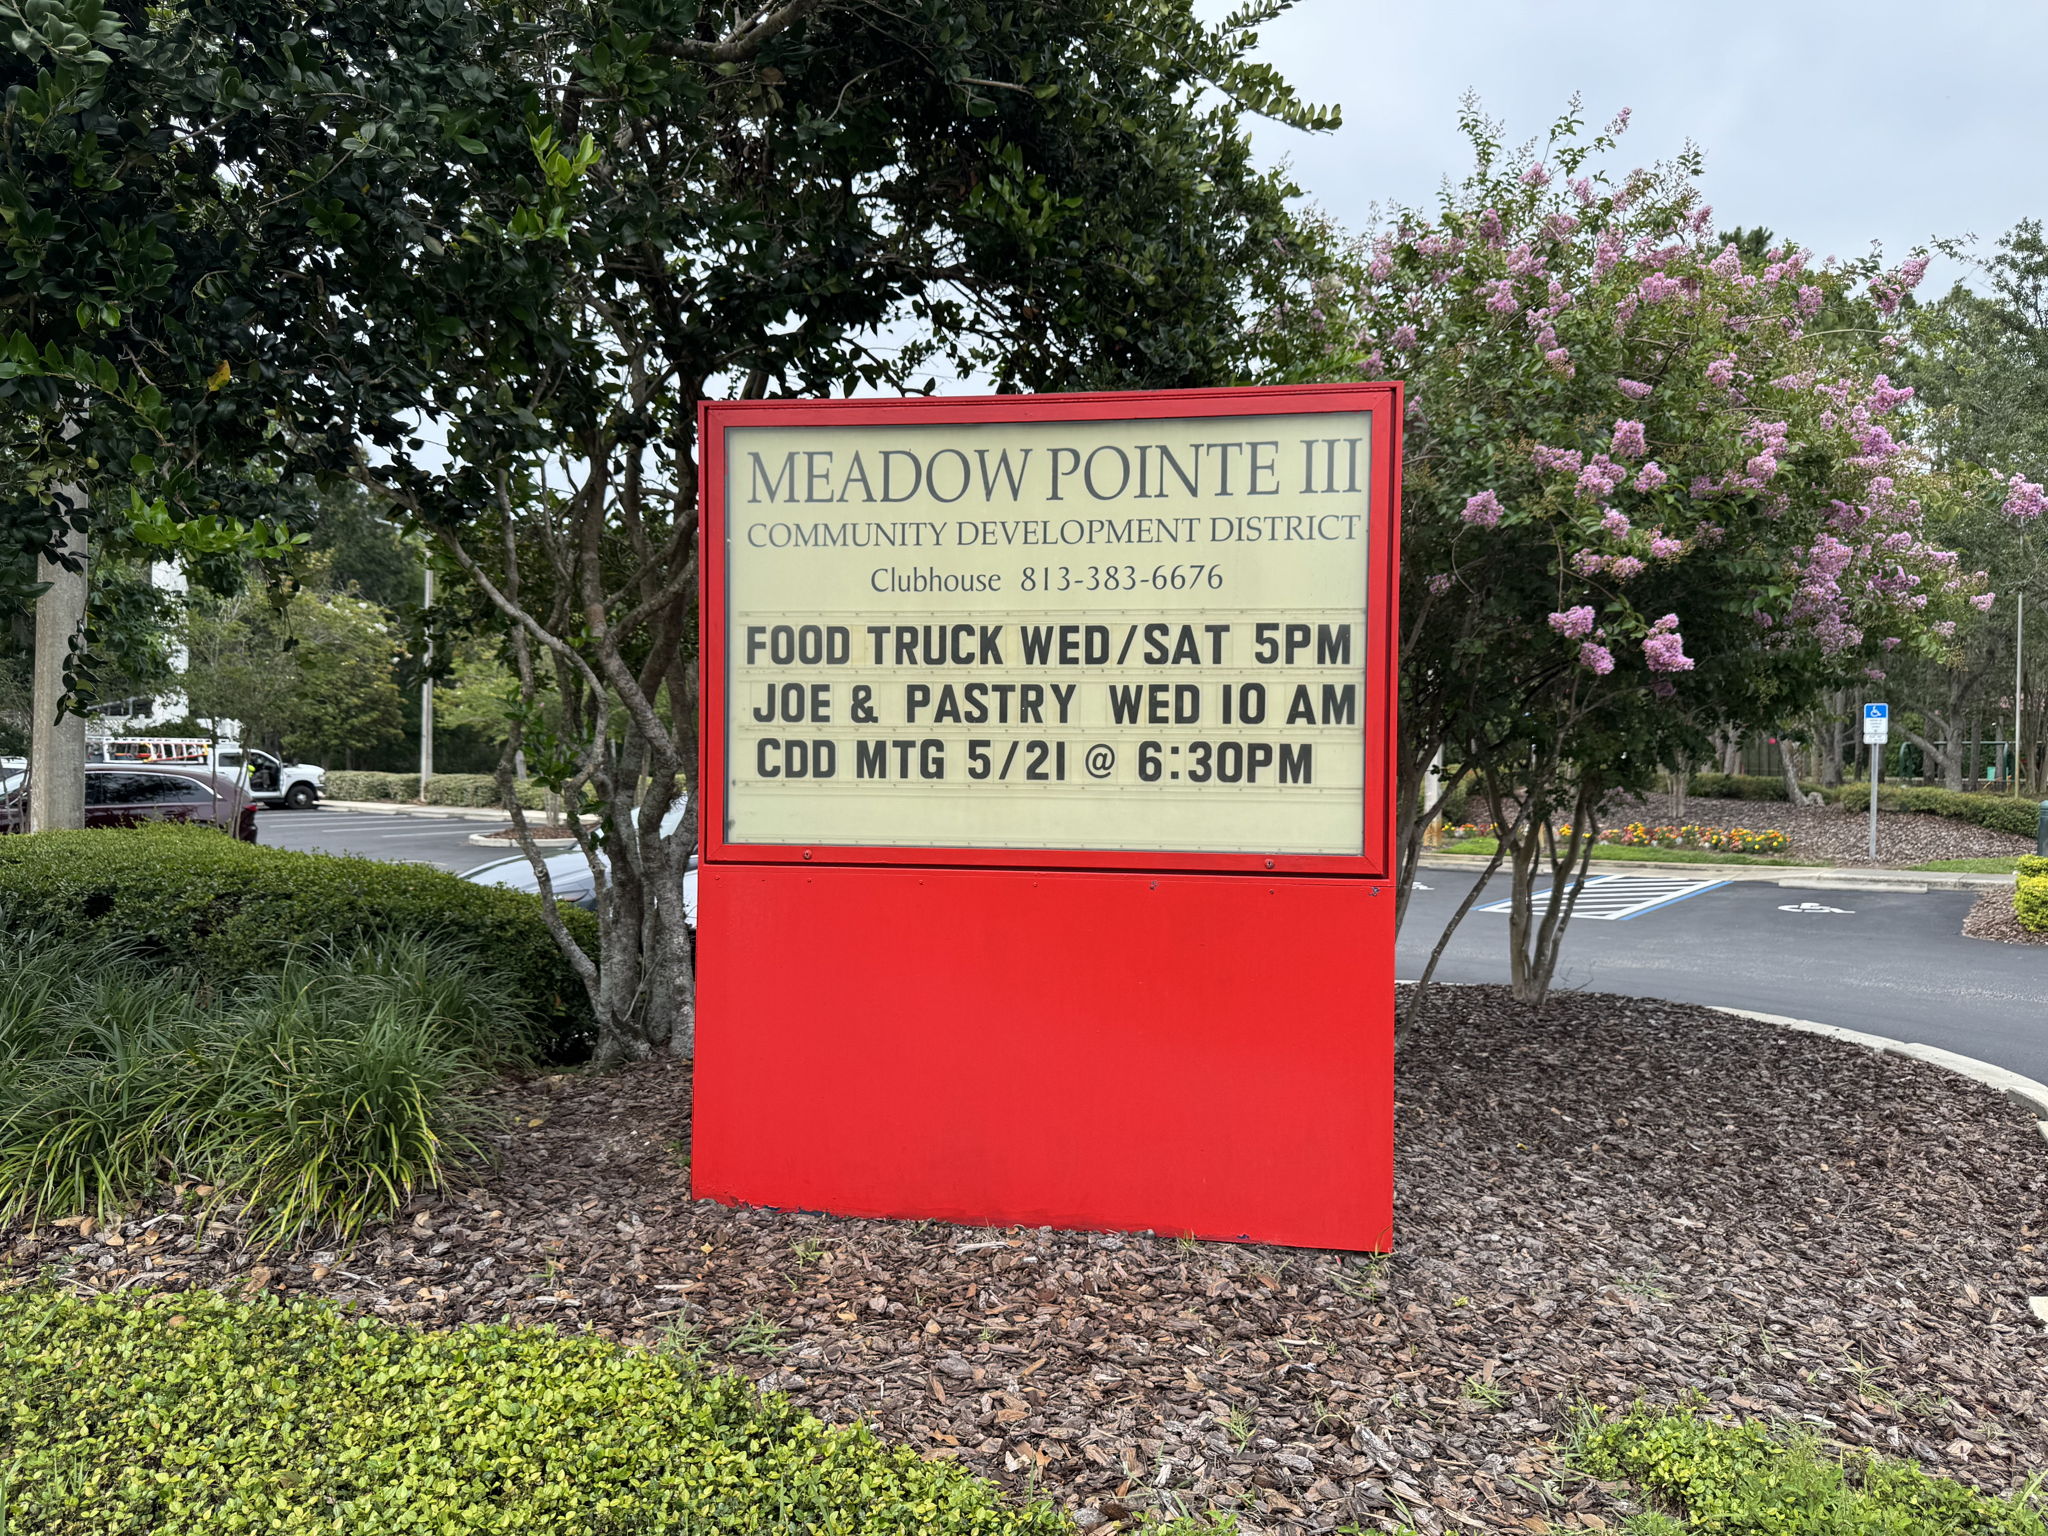 MEADOW POINTE III
COMMUNITY DEVELOPMENT DISTRICT
Clubhouse 813-383-6676
FOOD TRUCK WED/SAT 5PM
JOE & PASTRY WED 10 AM
CDD MTG 5/21 @ 6:30PM